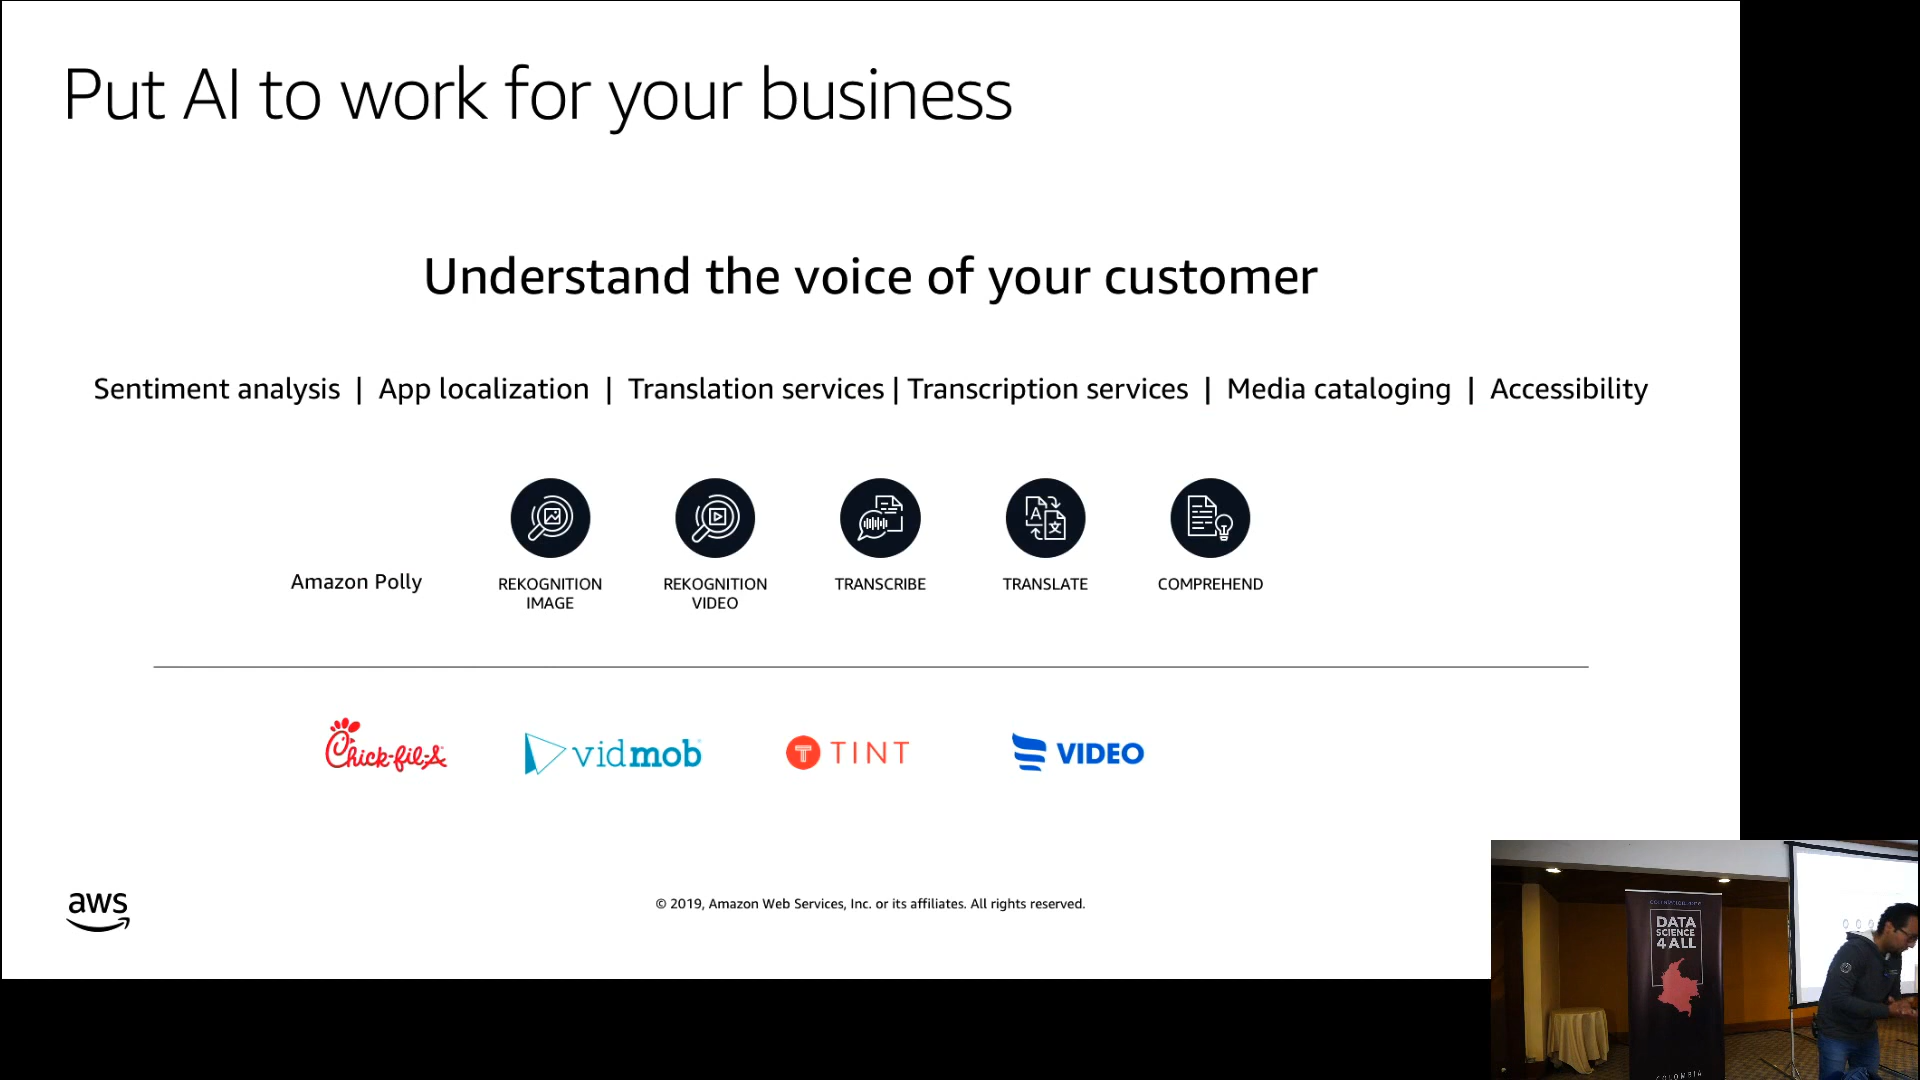 Put AI to work for your business
Understand the voice of your customer
Sentiment analysis | App localization | Translation services | Transcription services | Media cataloging | Accessibility
Amazon Polly
REKOGNITION
IMAGE
REKOGNITION
VIDEO
TRANSCRIBE
TRANSLATE
COMPREHEND
Chick-fil-A
vidmob
T TINT
VIDEO
aws
© 2019, Amazon Web Services, Inc. or its affiliates. All rights reserved.
DATA
SCIENCE
4 ALL
COLOMBIA